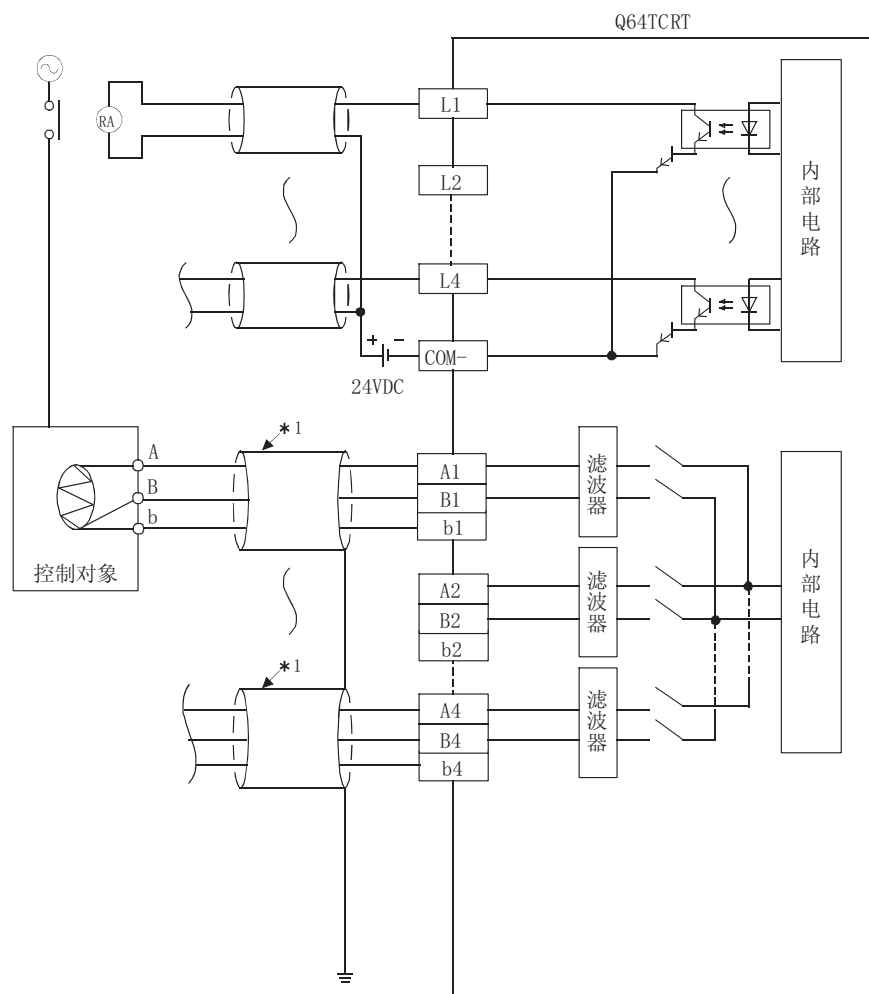 Q64TCRT
RA
L1
L2
L4
+ -
COM-
24VDC
内部电路
*1
A
B
b
控制对象
A1
B1
b1
滤波器
A2
B2
b2
滤波器
内部电路
*1
A4
B4
b4
滤波器